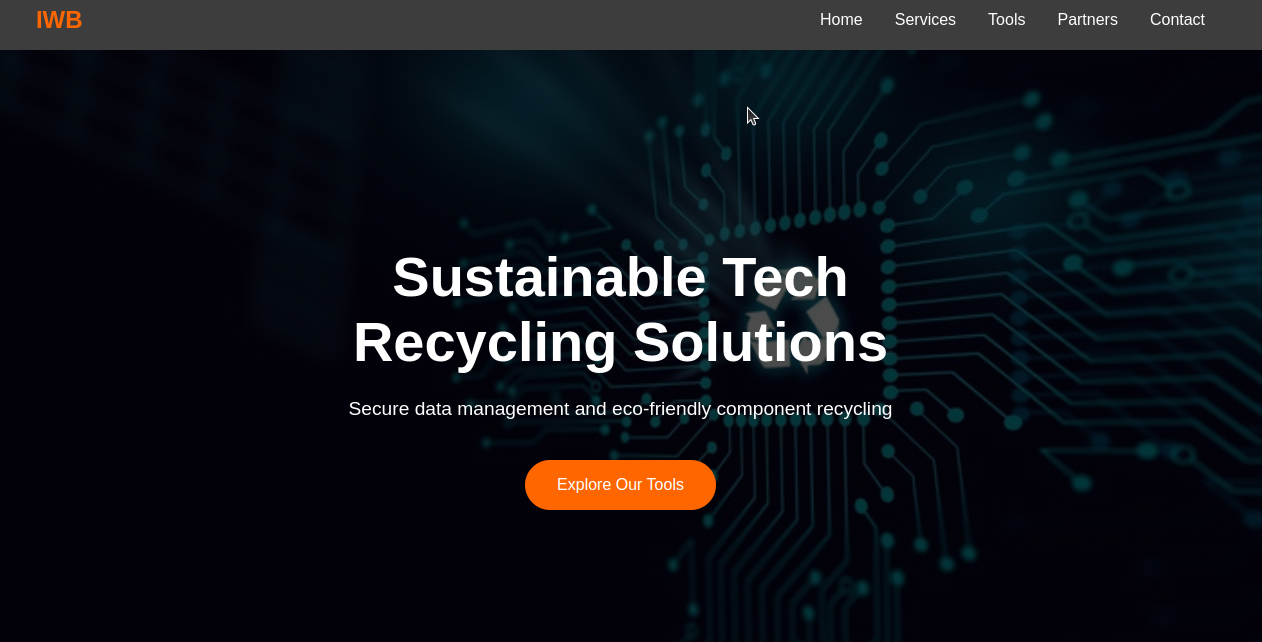 IWB
Home Services Tools Partners Contact
Sustainable Tech
Recycling Solutions
Secure data management and eco-friendly component recycling
Explore Our Tools